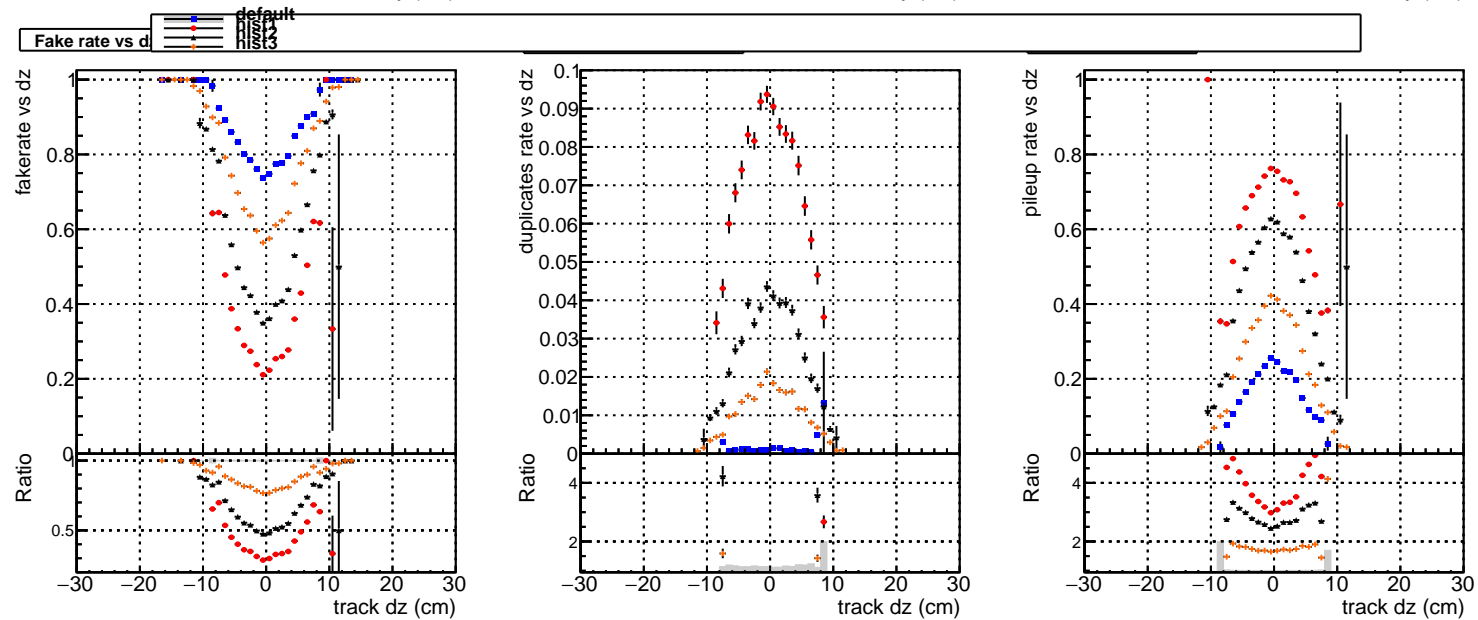 default
hist1
hist2
hist3
Fake rate vs dz
fakerate vs dz
1
0.8
0.6
0.4
0.2
0
Ratio
1
0.5
−30 −20 −10 0 10 20 30
track dz (cm)
duplicates rate vs dz
0.1
0.09
0.08
0.07
0.06
0.05
0.04
0.03
0.02
0.01
0
Ratio
4
2
−30 −20 −10 0 10 20 30
track dz (cm)
pileup rate vs dz
1
0.8
0.6
0.4
0.2
0
Ratio
4
2
−30 −20 −10 0 10 20 30
track dz (cm)